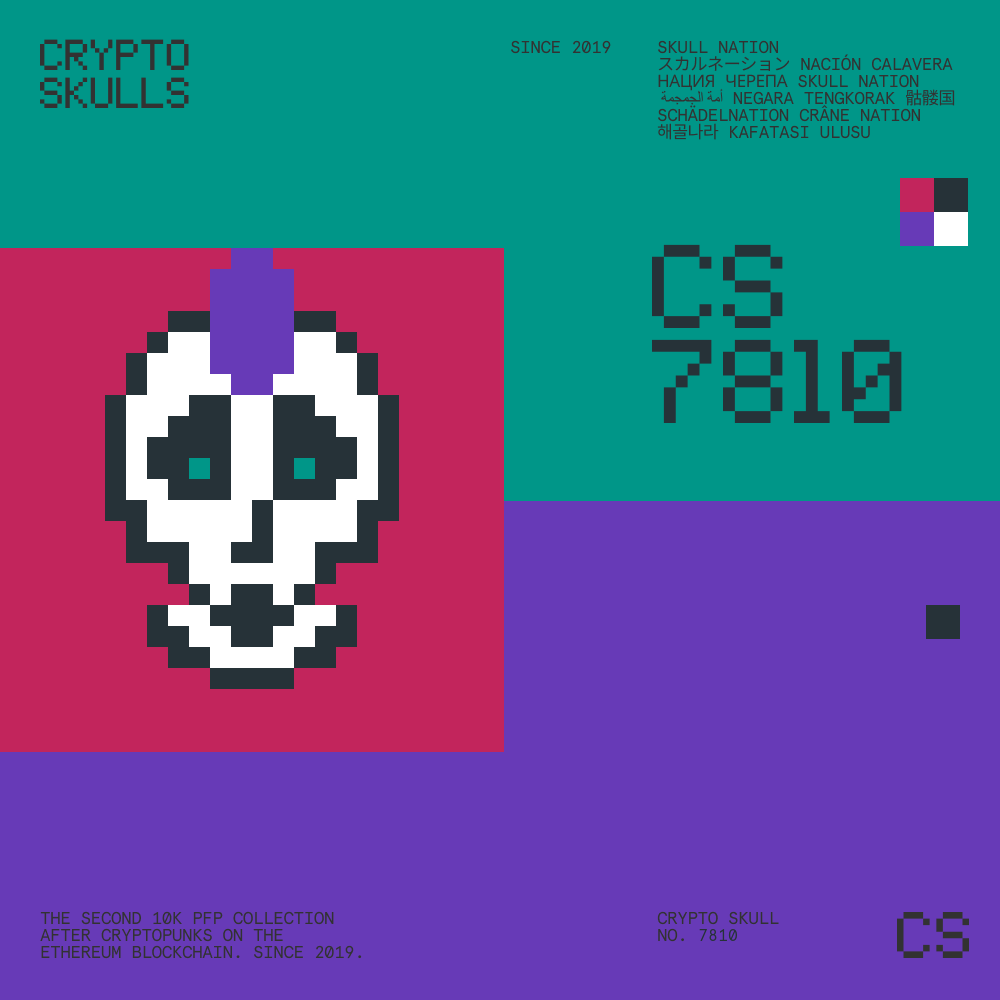 CRYPTO
SKULLS
SINCE 2019
SKULL NATION
スカルネーション NACIÓN CALAVERA
НАЦИЯ ЧЕРЕПА SKULL NATION
أمة الجمجمة NEGARA TENGKORAK 骷髅国
SCHÄDELNATION CRÂNE NATION
해골나라 KAFATASI ULUSU
CS
7810
THE SECOND 10K PFP COLLECTION
AFTER CRYPTOPUNKS ON THE
ETHEREUM BLOCKCHAIN. SINCE 2019.
CRYPTO SKULL
NO. 7810
CS